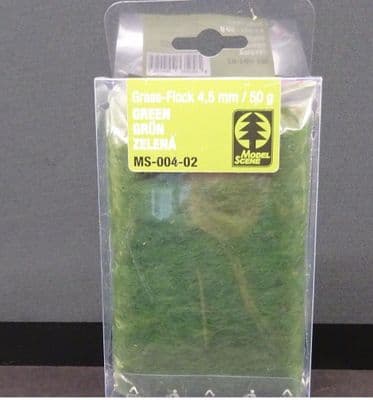 Grass-Flock 4,5 mm / 50 g
GREEN
GRÜN
ZELENÁ
MS-004-02
MODEL
SCENE